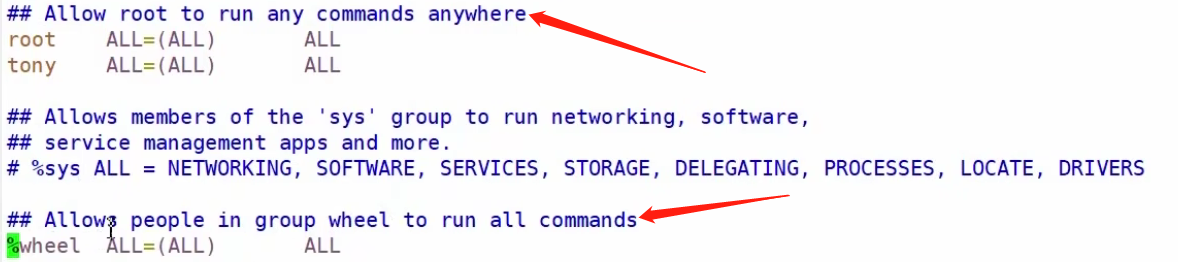 ## Allow root to run any commands anywhere
root    ALL=(ALL)       ALL
tony    ALL=(ALL)       ALL
## Allows members of the 'sys' group to run networking, software,
## service management apps and more.
# %sys ALL = NETWORKING, SOFTWARE, SERVICES, STORAGE, DELEGATING, PROCESSES, LOCATE, DRIVERS
## Allows people in group wheel to run all commands
%wheel  ALL=(ALL)       ALL